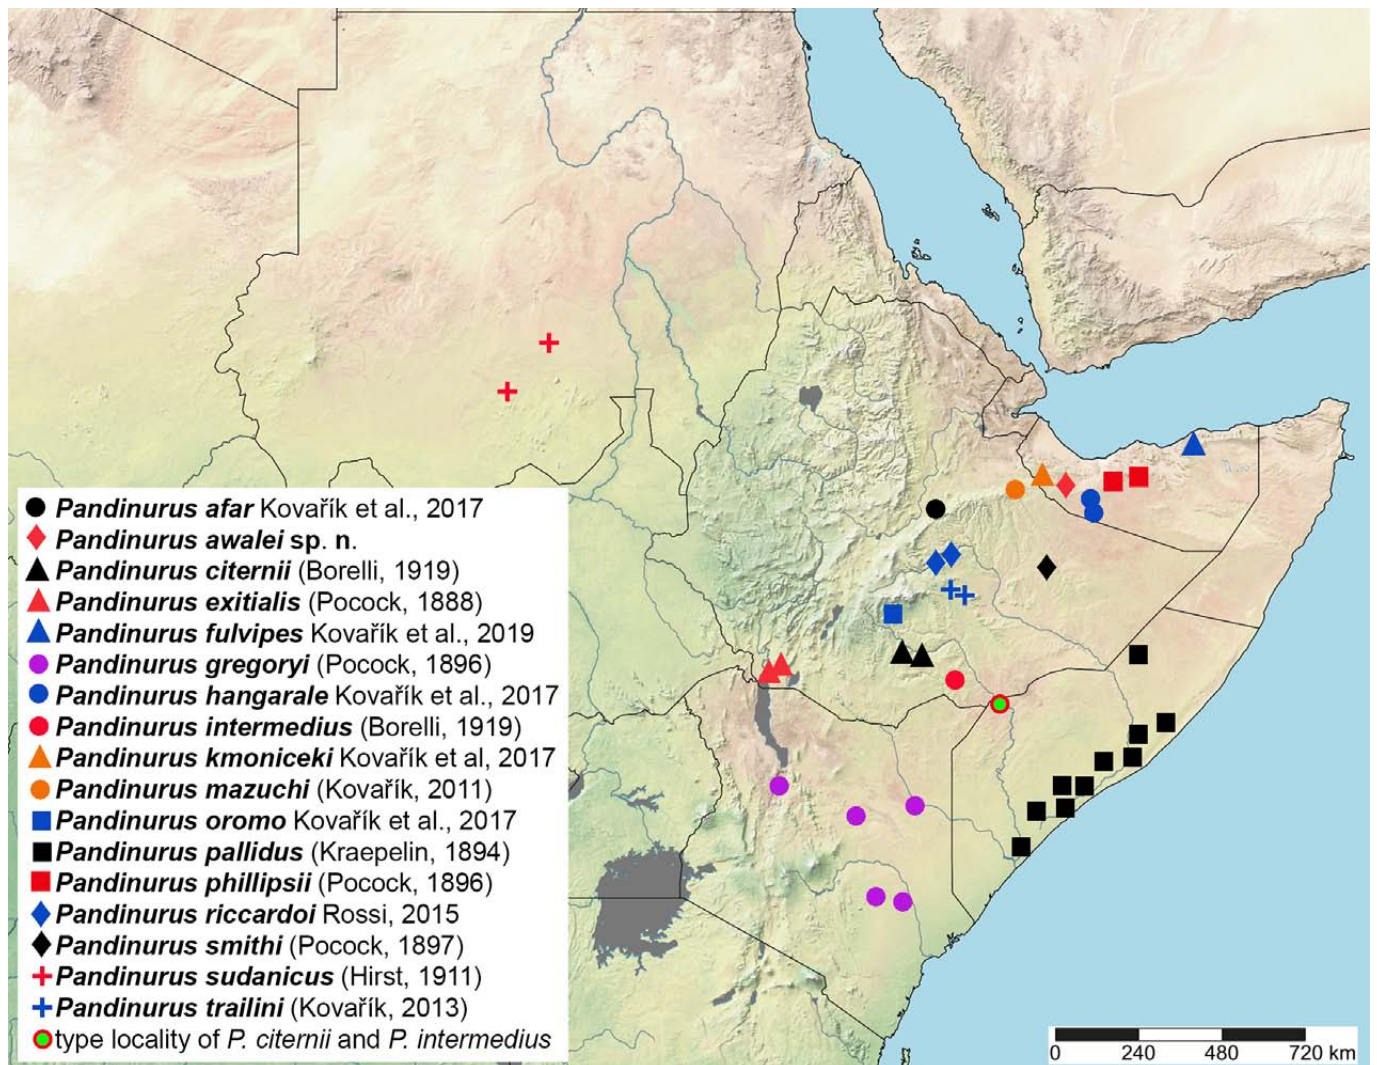 Pandinurus afar Kovařík et al., 2017
Pandinurus awalei sp. n.
Pandinurus citernii (Borelli, 1919)
Pandinurus exitialis (Pocock, 1888)
Pandinurus fulvipes Kovařík et al., 2019
Pandinurus gregoryi (Pocock, 1896)
Pandinurus hangarale Kovařík et al., 2017
Pandinurus intermedius (Borelli, 1919)
Pandinurus kmoniceki Kovařík et al, 2017
Pandinurus mazuchi (Kovařík, 2011)
Pandinurus oromo Kovařík et al., 2017
Pandinurus pallidus (Kraepelin, 1894)
Pandinurus phillipsii (Pocock, 1896)
Pandinurus riccardoi Rossi, 2015
Pandinurus smithi (Pocock, 1897)
Pandinurus sudanicus (Hirst, 1911)
Pandinurus trailini (Kovařík, 2013)
type locality of P. citernii and P. intermedius
0 240 480 720 km